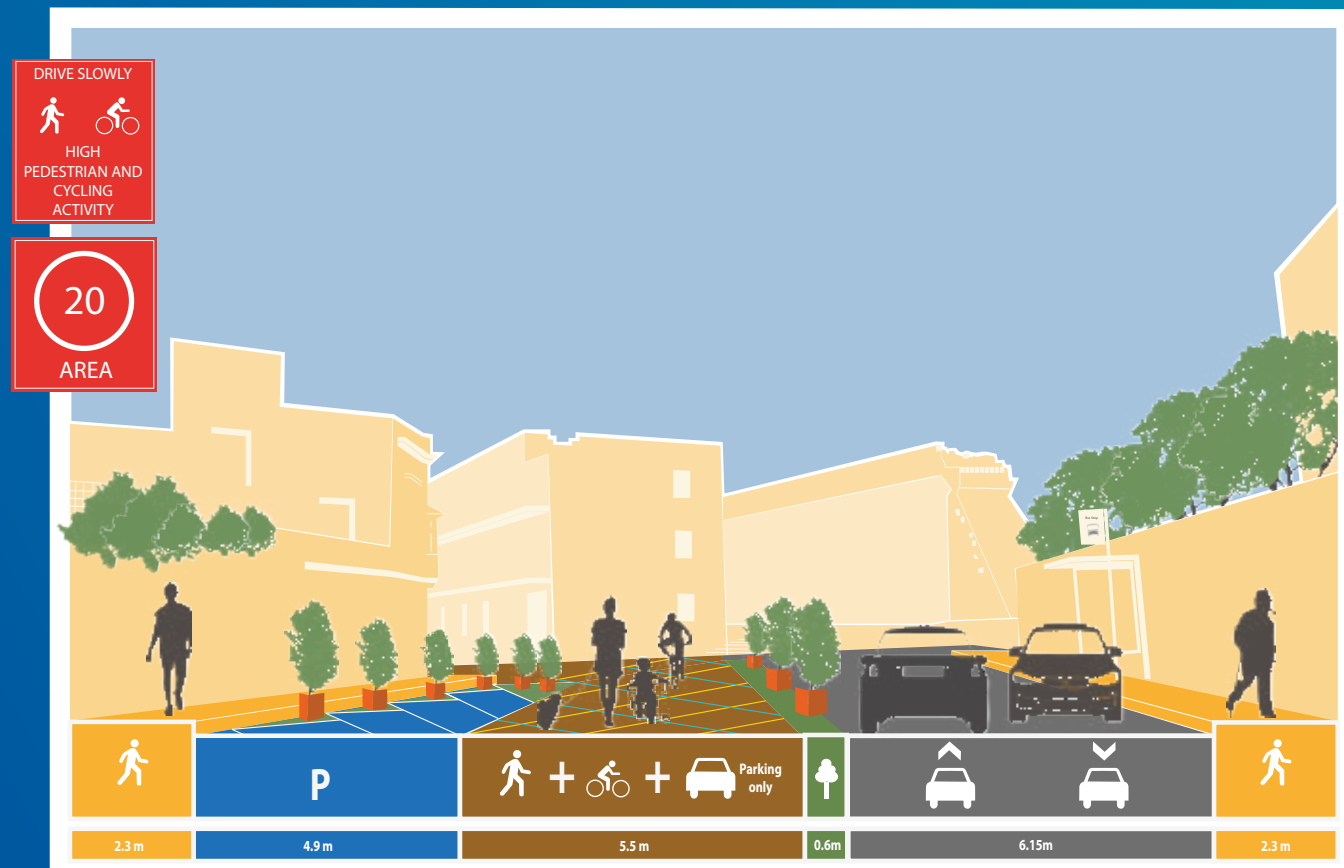 DRIVE SLOWLY
HIGH
PEDESTRIAN AND
CYCLING
ACTIVITY
20
AREA
P
Parking
only
2.3 m
4.9 m
5.5 m
0.6m
6.15m
2.3 m